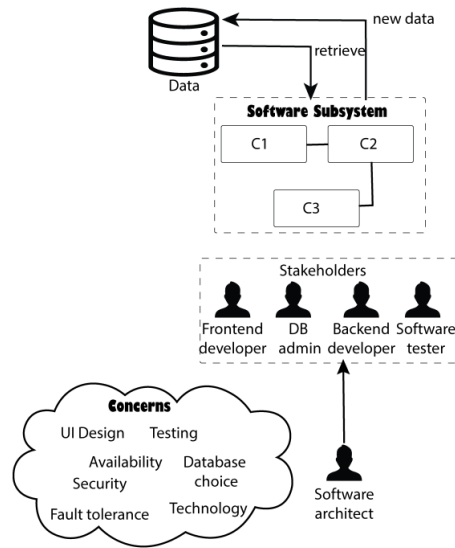 new data
retrieve
Data
Software Subsystem
C1
C2
C3
Stakeholders
Frontend
developer
DB
admin
Backend
developer
Software
tester
Concerns
UI Design
Testing
Availability
Database
choice
Security
Fault tolerance
Technology
Software
architect